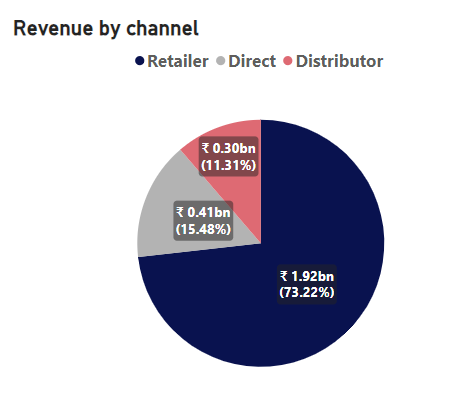 Revenue by channel
Retailer Direct Distributor
₹ 0.30bn
(11.31%)
₹ 0.41bn
(15.48%)
₹ 1.92bn
(73.22%)